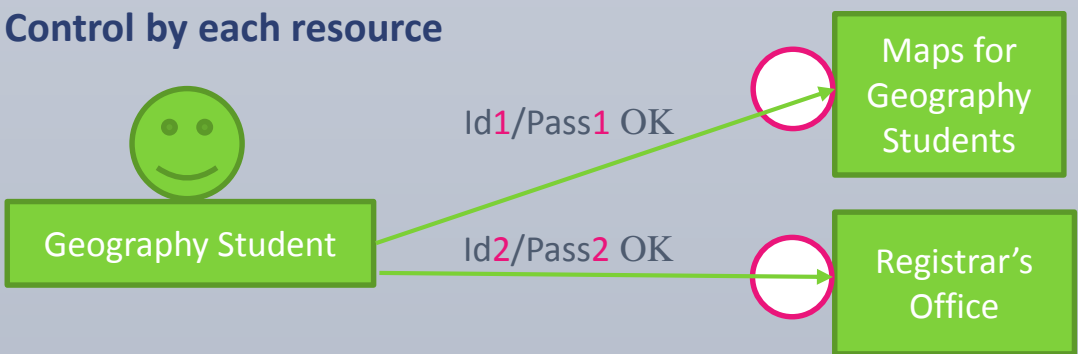 Control by each resource
Maps for
Geography
Students
Id1/Pass1 OK
Geography Student
Id2/Pass2 OK
Registrar’s
Office